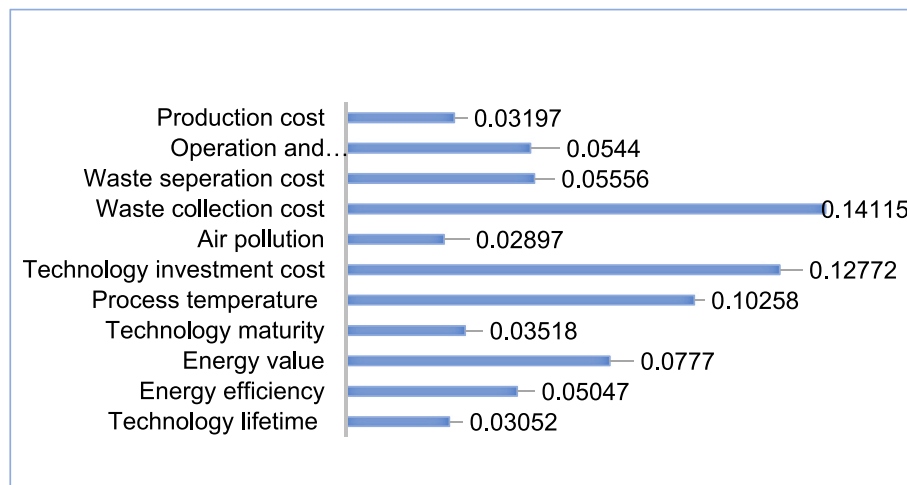 Production cost 0.03197
Operation and... 0.0544
Waste seperation cost 0.05556
Waste collection cost 0.14115
Air pollution 0.02897
Technology investment cost 0.12772
Process temperature 0.10258
Technology maturity 0.03518
Energy value 0.0777
Energy efficiency 0.05047
Technology lifetime 0.03052